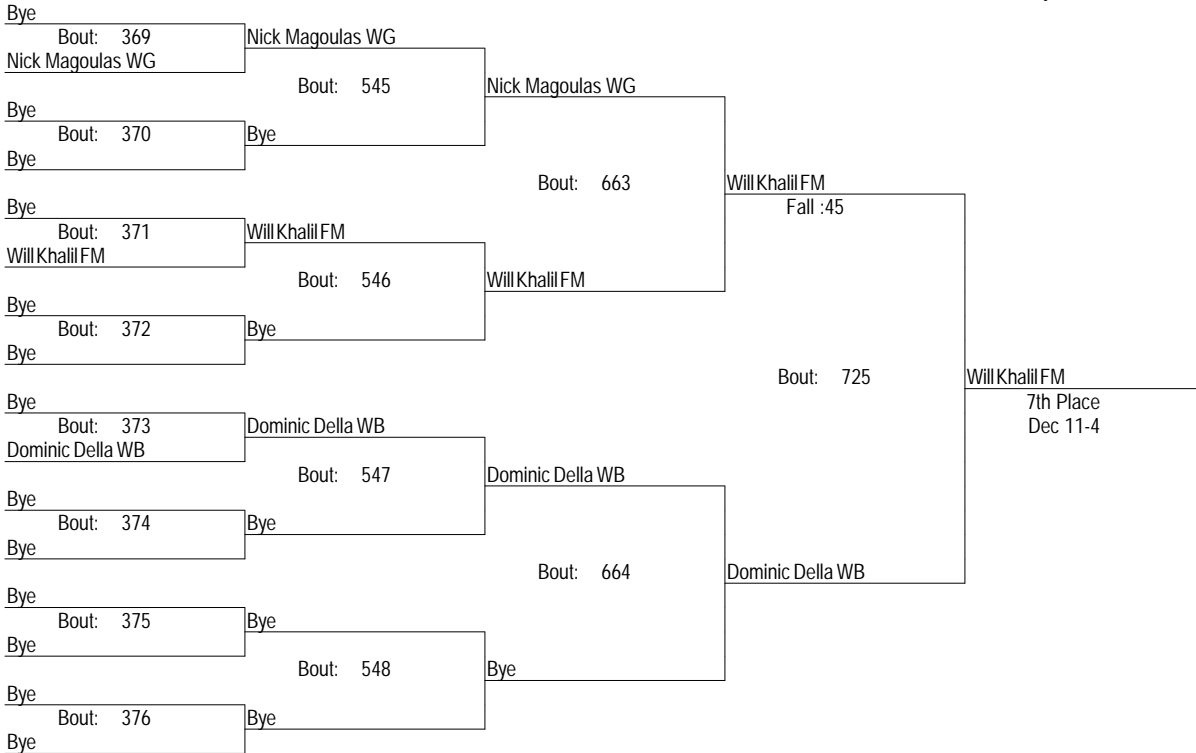 Bye
Bout: 369
Nick Magoulas WG
Nick Magoulas WG
Bout: 545
Nick Magoulas WG
Bye
Bout: 370
Bye
Bye
Bout: 663
Will Khalil FM
Fall :45
Bye
Bout: 371
Will Khalil FM
Will Khalil FM
Bout: 546
Will Khalil FM
Bye
Bout: 372
Bye
Bye
Bout: 725
Will Khalil FM
7th Place
Dec 11-4
Bye
Bout: 373
Dominic Della WB
Dominic Della WB
Bout: 547
Dominic Della WB
Bye
Bout: 374
Bye
Bye
Bout: 664
Dominic Della WB
Bye
Bout: 375
Bye
Bye
Bout: 548
Bye
Bye
Bout: 376
Bye
Bye